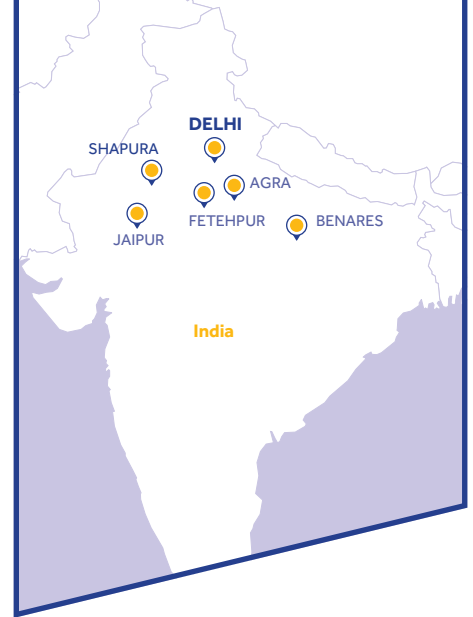 DELHI
SHAPURA
AGRA
FETEHPUR
BENARES
JAIPUR
India